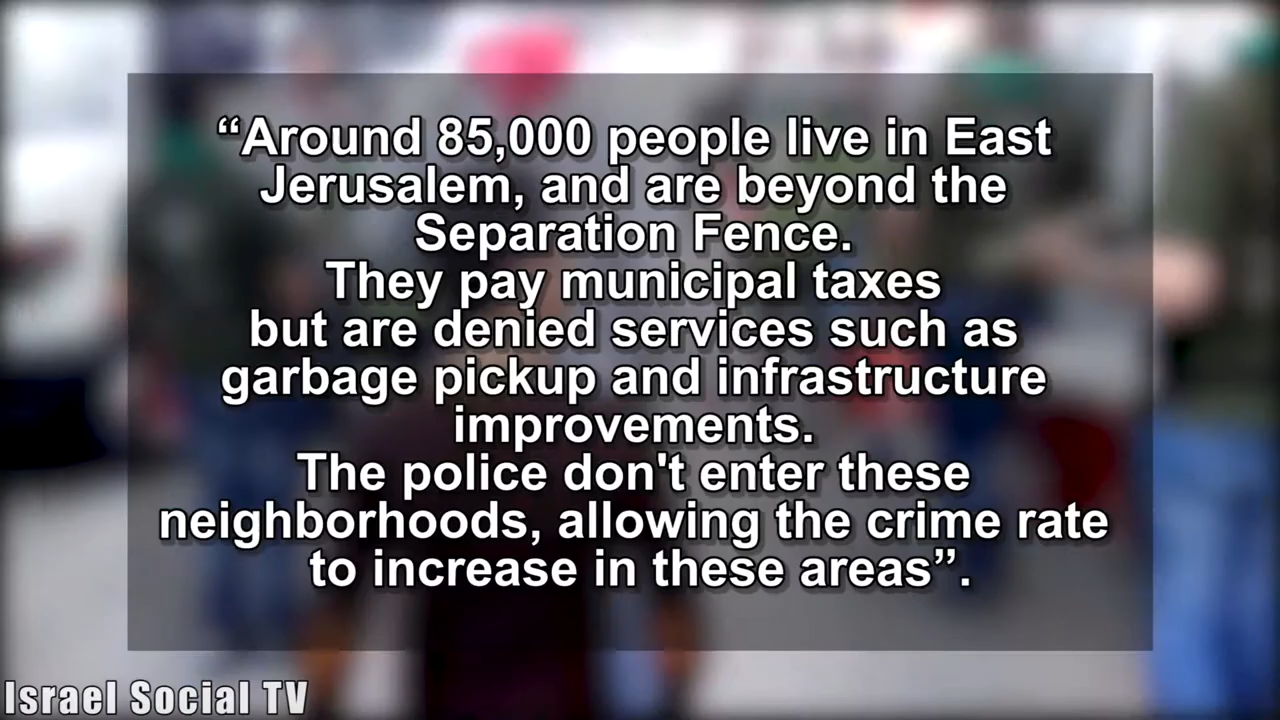 “Around 85,000 people live in East
Jerusalem, and are beyond the
Separation Fence.
They pay municipal taxes
but are denied services such as
garbage pickup and infrastructure
improvements.
The police don't enter these
neighborhoods, allowing the crime rate
to increase in these areas”.
Israel Social TV